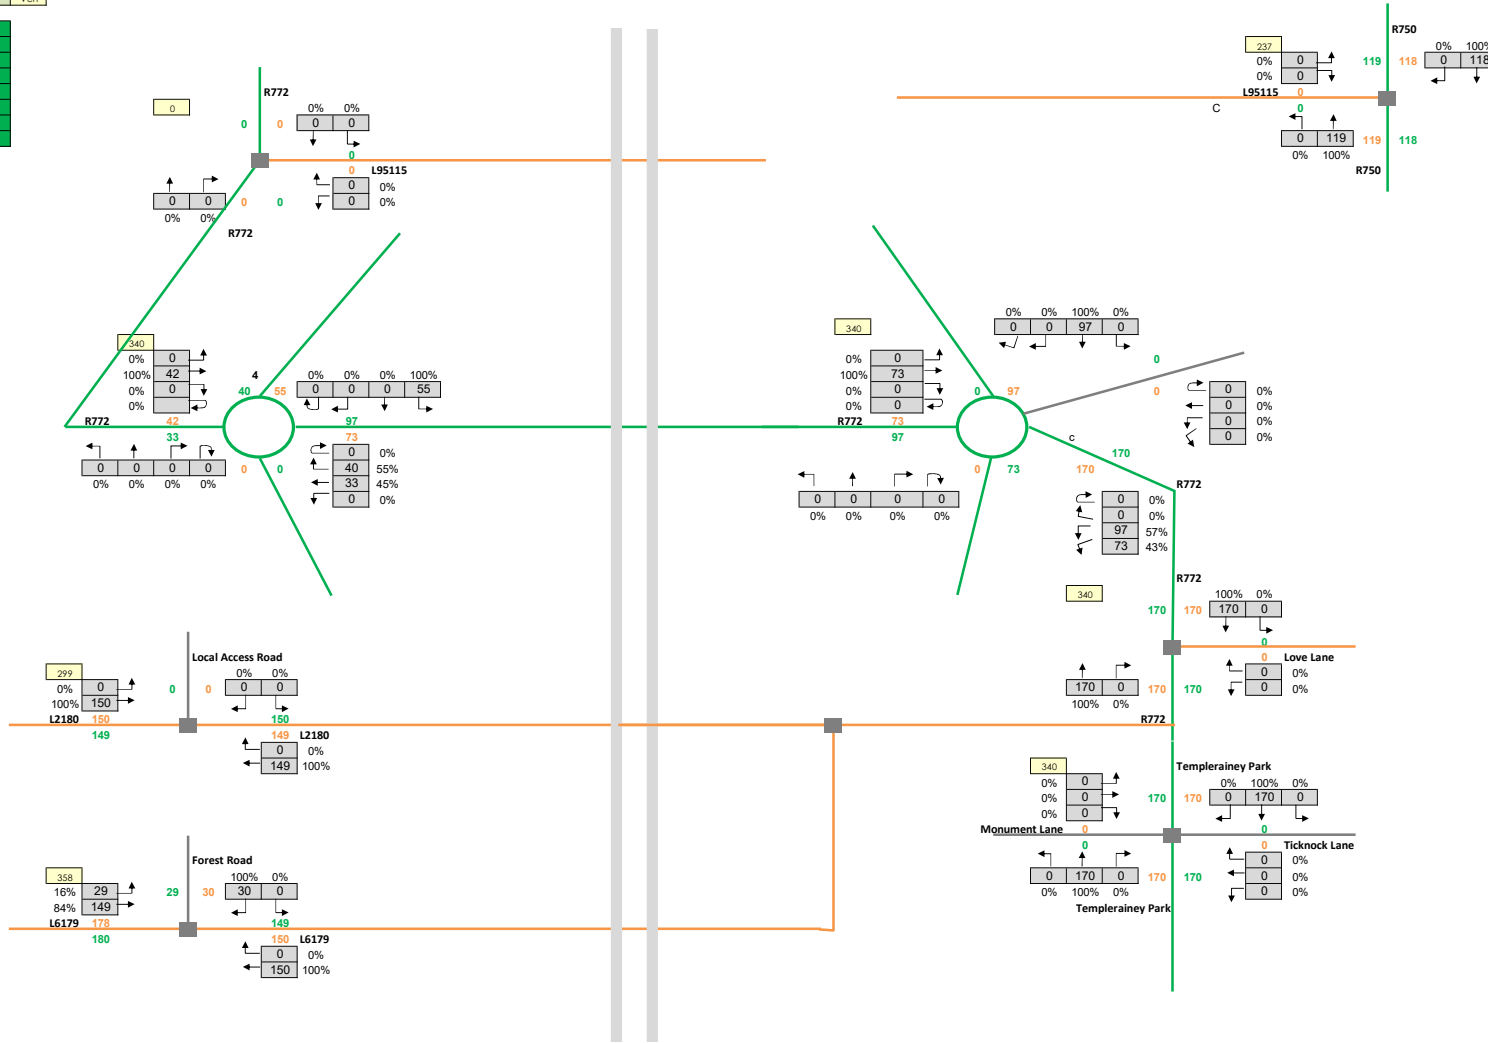 Veh
R750
237
0% 0
0% 0
119 118
0% 100%
0 118
L95115 0
C 0
0 119
0% 100%
119 118
R750
R772
0
0 0
0% 0%
0 0
0
0 L95115
0 0%
0 0%
0 0
0% 0%
0 0
R772
340
0% 0
100% 42
0% 0
0%
4
40 55
0% 0% 0% 100%
0 0 0 55
R772 42
33
97
73
0 0 0 0
0% 0% 0% 0%
0 0
0 0%
40 55%
33 45%
0 0%
340
0% 0
100% 73
0% 0
0% 0
0% 0% 100% 0%
0 0 97 0
0 97
0
0
0 0%
0 0%
0 0%
0 0%
R772 73
97
c
170
170
0 73
0 0 0 0
0% 0% 0% 0%
R772
0 0%
0 0%
97 57%
73 43%
R772
340
170 170
100% 0%
170 0
0
0 Love Lane
0 0%
0 0%
170 0
100% 0%
170 170
R772
Local Access Road
299
0% 0
100% 150
0 0
0% 0%
0 0
L2180 150
149
150
149 L2180
0 0%
149 100%
Templerainey Park
340
0% 0
0% 0
0% 0
170 170
0% 100% 0%
0 170 0
Monument Lane 0
0
0
0 Ticknock Lane
0 170 0
0% 100% 0%
170 170
0 0%
0 0%
0 0%
Templerainey Park
Forest Road
358
16% 29
84% 149
29 30
100% 0%
30 0
L6179 178
180
149
150 L6179
0 0%
150 100%